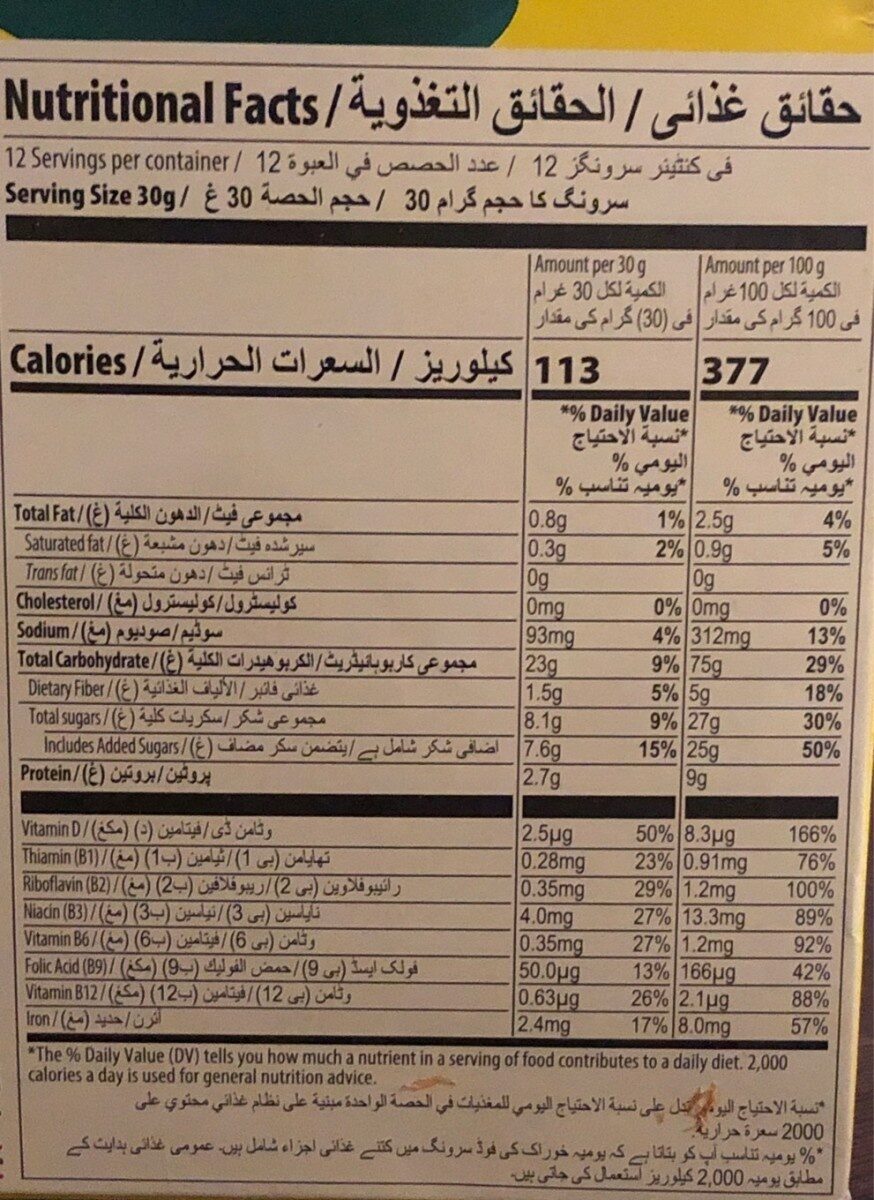 Nutritional Facts / الحقائق التغذوية / حقائق غذائی
12 Servings per container / عدد الحصص في العبوة 12 / فی کنٹینر سرونگز 12
Serving Size 30g / حجم الحصة 30 غ / سرونگ کا حجم گرام 30
Amount per 30 g Amount per 100 g
الكمية لكل 30 غرام الكمية لكل 100 غرام
فی (30) گرام کی مقدار فی 100 گرام کی مقدار
Calories / السعرات الحرارية / کیلوریز 113 377
*% Daily Value *% Daily Value
*نسبة الاحتياج *نسبة الاحتياج
اليومي % اليومي %
*یومیہ تناسب % *یومیہ تناسب %
Total Fat / الدهون الكلية (غ) / مجموعی فیٹ 0.8g 1% 2.5g 4%
Saturated fat / دهون مشبعة (غ) / سیر شدہ فیٹ 0.3g 2% 0.9g 5%
Trans fat / دهون متحولة (غ) / ٹرانس فیٹ 0g 0g
Cholesterol / كوليسترول (مغ) / کولیسٹرول 0mg 0% 0mg 0%
Sodium / صوديوم (مغ) / سوڈیم 93mg 4% 312mg 13%
Total Carbohydrate / الكربوهيدرات الكلية (غ) / مجموعی کاربوہائیڈریٹ 23g 9% 75g 29%
Dietary Fiber / الألياف الغذائية (غ) / غذائی فائبر 1.5g 5% 5g 18%
Total sugars / سكريات كلية (غ) / مجموعی شکر 8.1g 9% 27g 30%
Includes Added Sugars / يتضمن سكر مضاف (غ) / اضافی شکر شامل ہے 7.6g 15% 25g 50%
Protein / بروتين (غ) / پروٹین 2.7g 9g
Vitamin D / فيتامين (د) (مكغ) / وٹامن ڈی 2.5µg 50% 8.3µg 166%
Thiamin (B1) / ثيامين (ب1) (مغ) / تھایامن (بی 1) 0.28mg 23% 0.91mg 76%
Riboflavin (B2) / ريبوفلافين (ب2) (مغ) / رائیبوفلاوین (بی 2) 0.35mg 29% 1.2mg 100%
Niacin (B3) / نياسين (ب3) (مغ) / نایاسین (بی 3) 4.0mg 27% 13.3mg 89%
Vitamin B6 / فيتامين (ب6) (مغ) / وٹامن (بی 6) 0.35mg 27% 1.2mg 92%
Folic Acid (B9) / حمض الفوليك (ب9) (مكغ) / فولک ایسڈ (بی 9) 50.0µg 13% 166µg 42%
Vitamin B12 / فيتامين (ب12) (مكغ) / وٹامن (بی 12) 0.63µg 26% 2.1µg 88%
Iron / حديد (مغ) / آئرن 2.4mg 17% 8.0mg 57%
*The % Daily Value (DV) tells you how much a nutrient in a serving of food contributes to a daily diet. 2,000
calories a day is used for general nutrition advice.
*نسبة الاحتياج على نسبة الاحتياج اليومي للمغذيات في الحصة الواحدة مبنية على نظام غذائي محتوي على
2000 سعرة حرارية.
*% یومیہ تناسب آپ کو بتاتا ہے کہ یومیہ خوراک کی فوڈ سرونگ میں کتنے غذائی اجزاء شامل ہیں۔ عمومی غذائی ہدایت کے
مطابق یومیہ 2,000 کیلوریز استعمال کی جاتی ہیں۔